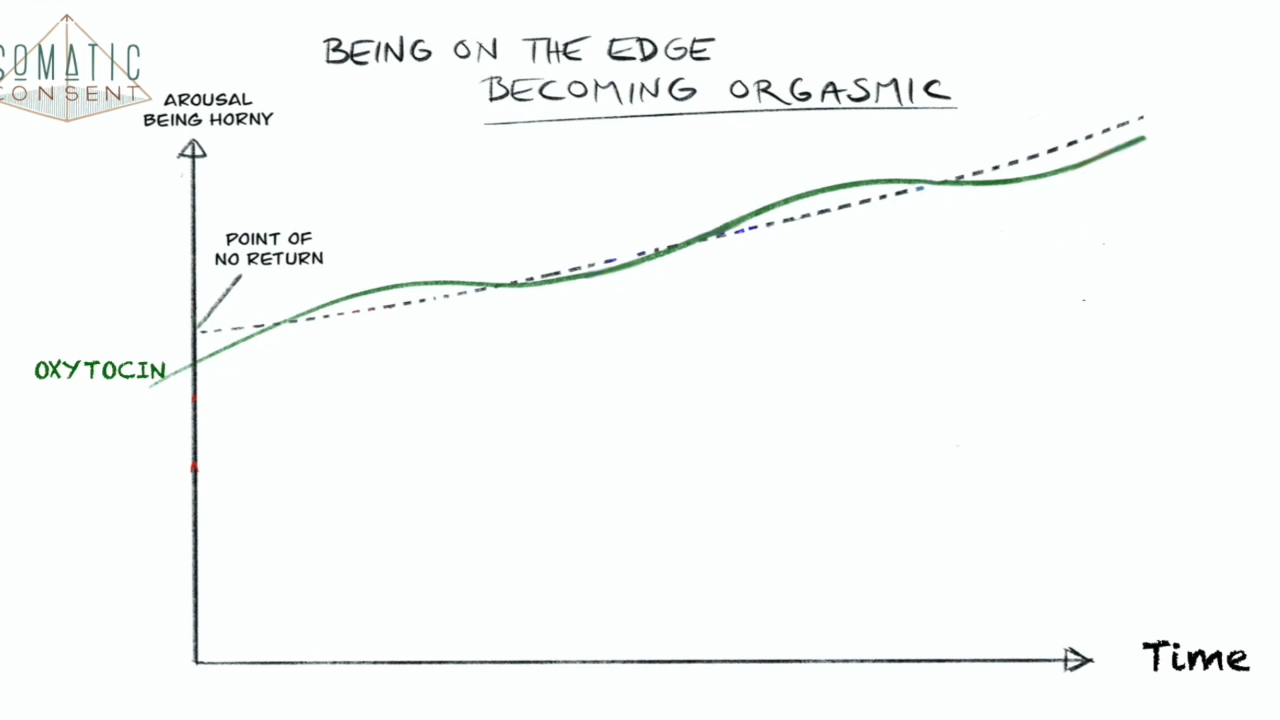 SOMATIC
CONSENT
BEING ON THE EDGE
BECOMING ORGASMIC
AROUSAL
BEING HORNY
POINT OF
NO RETURN
OXYTOCIN
Time